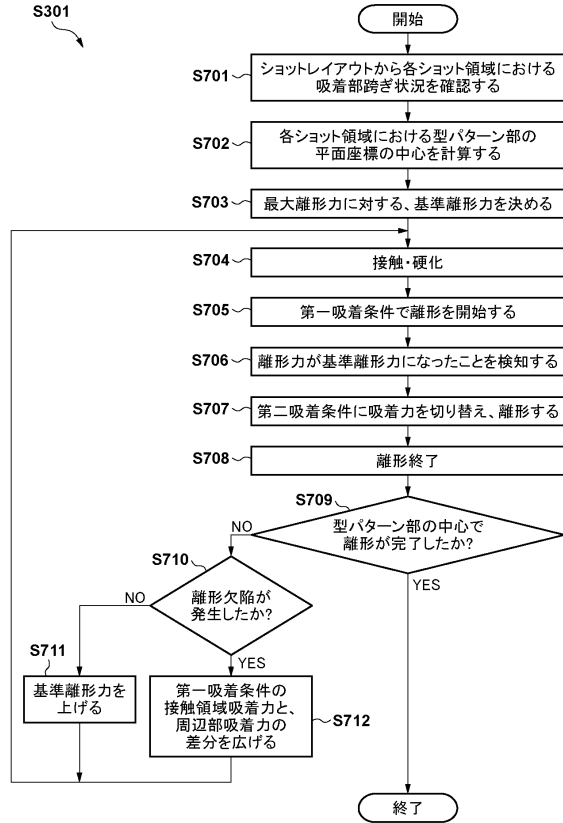 S301
開始
S701
ショットレイアウトから各ショット領域における
吸着部跨ぎ状況を確認する
S702
各ショット領域における型パターン部の
平面座標の中心を計算する
S703
最大離形力に対する、基準離形力を決める
S704
接触・硬化
S705
第一吸着条件で離形を開始する
S706
離形力が基準離形力になったことを検知する
S707
第二吸着条件に吸着力を切り替え、離形する
S708
離形終了
S709
型パターン部の中心で
離形が完了したか?
NO
YES
S710
離形欠陥が
発生したか?
NO
YES
S711
基準離形力を
上げる
S712
第一吸着条件の
接触領域吸着力と、
周辺部吸着力の
差分を広げる
終了